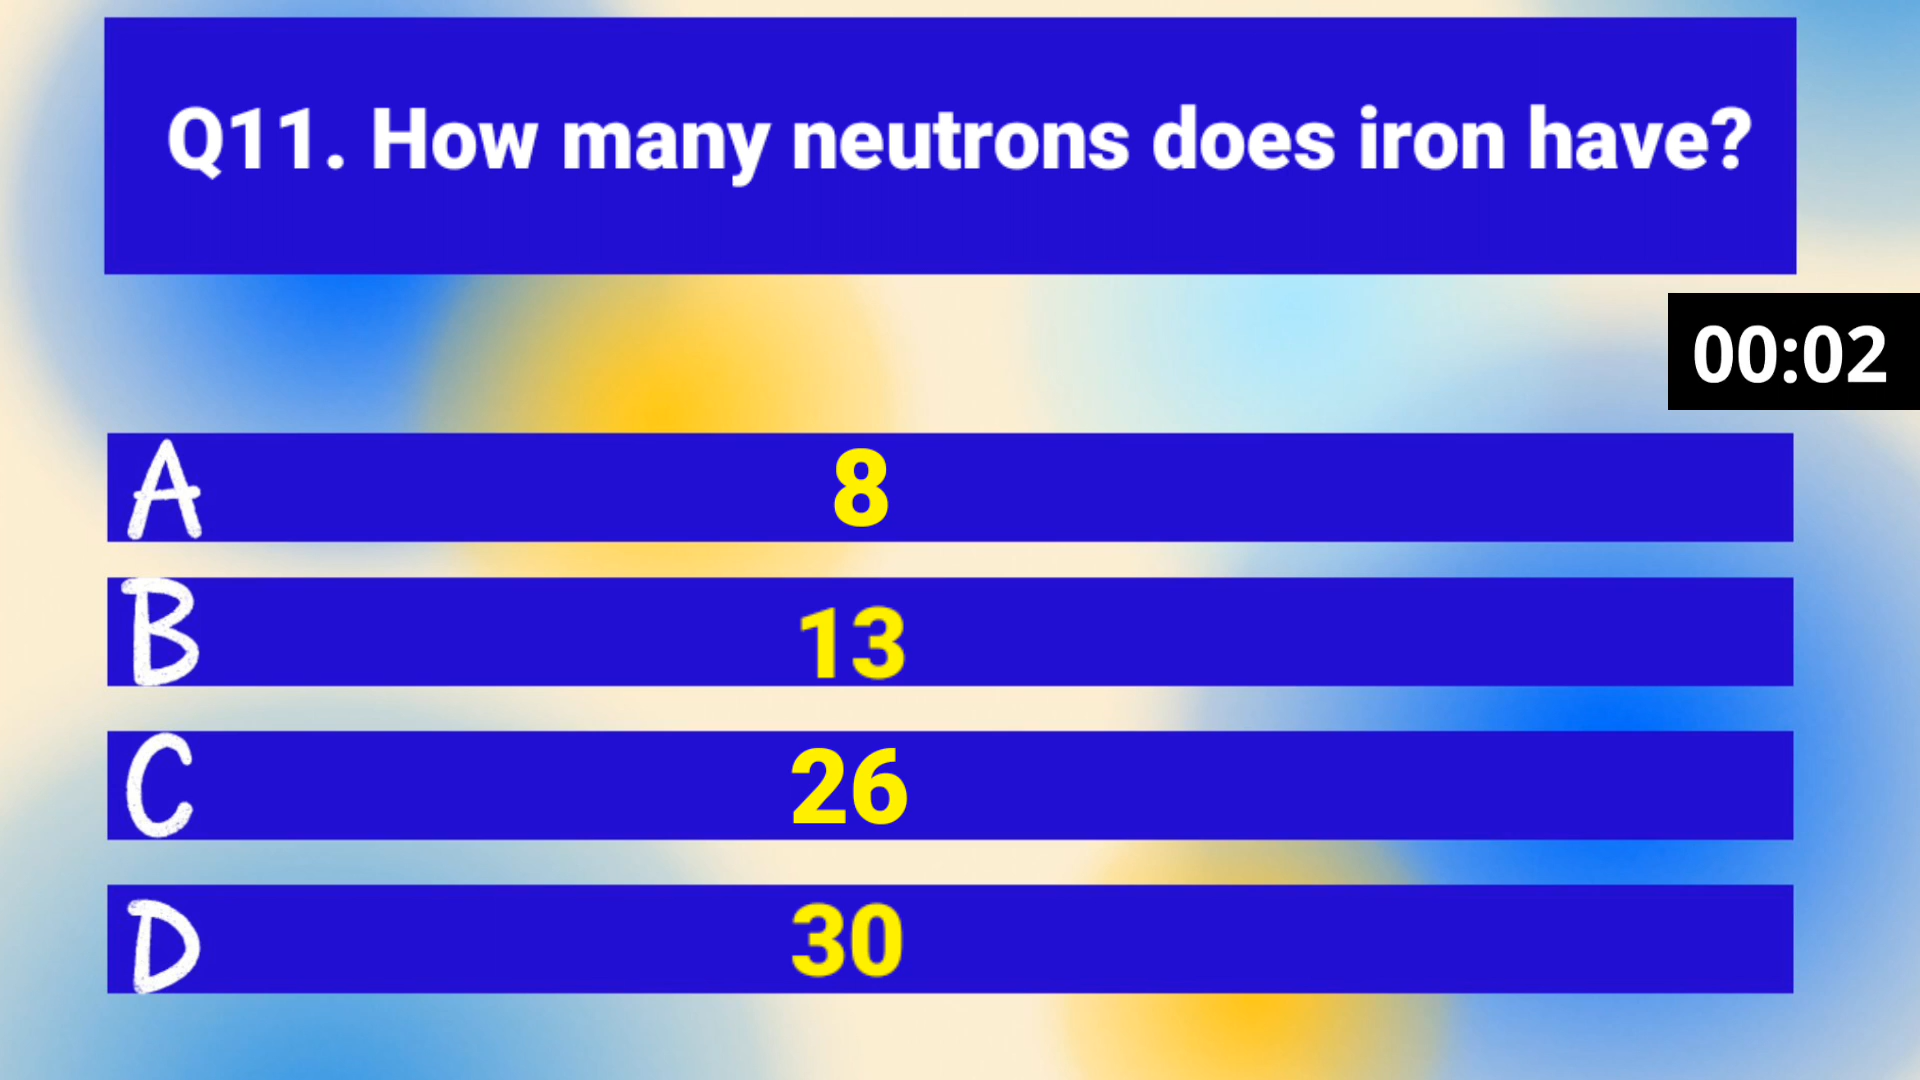 Q11. How many neutrons does iron have?
00:02
A 8
B 13
C 26
D 30